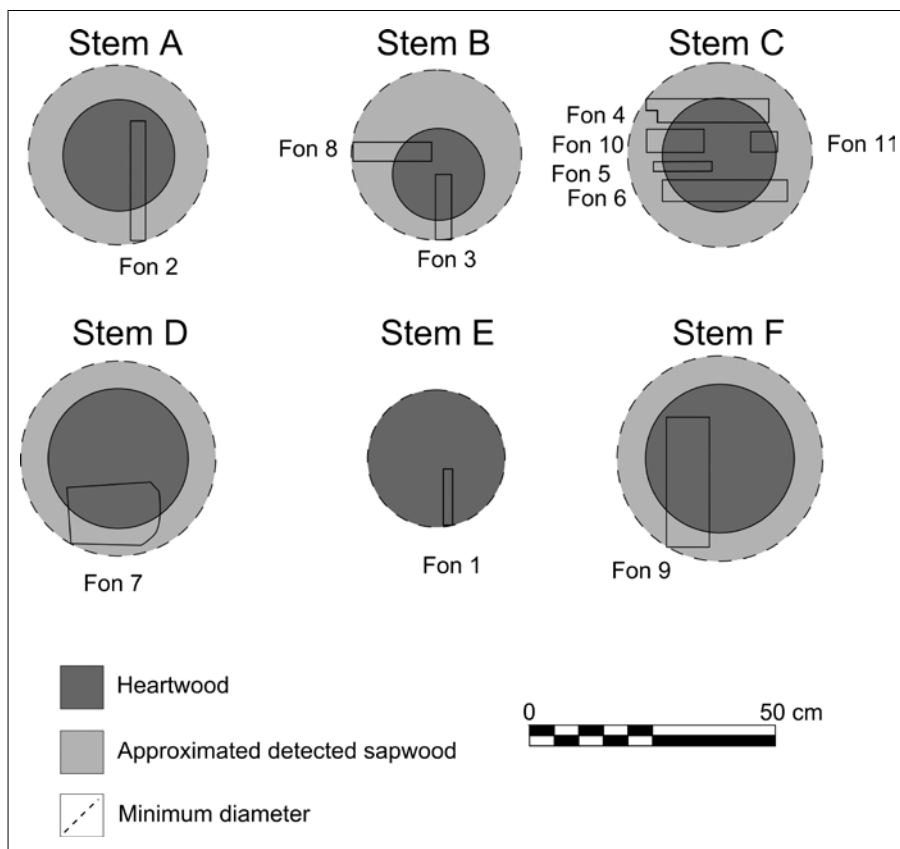 Stem A
Stem B
Stem C
Fon 4
Fon 8
Fon 10
Fon 11
Fon 5
Fon 6
Fon 2
Fon 3
Stem D
Stem E
Stem F
Fon 7
Fon 1
Fon 9
Heartwood
0 50 cm
Approximated detected sapwood
Minimum diameter